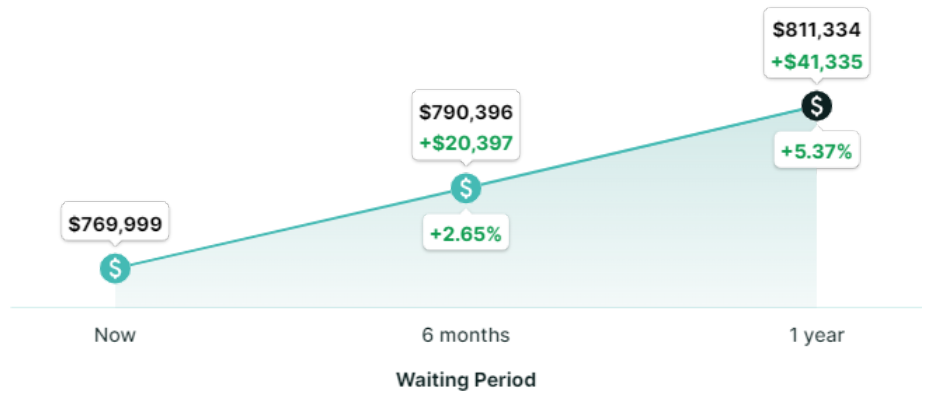 $811,334
+$41,335
$790,396
+$20,397
+5.37%
$769,999
+2.65%
Now
6 months
1 year
Waiting Period